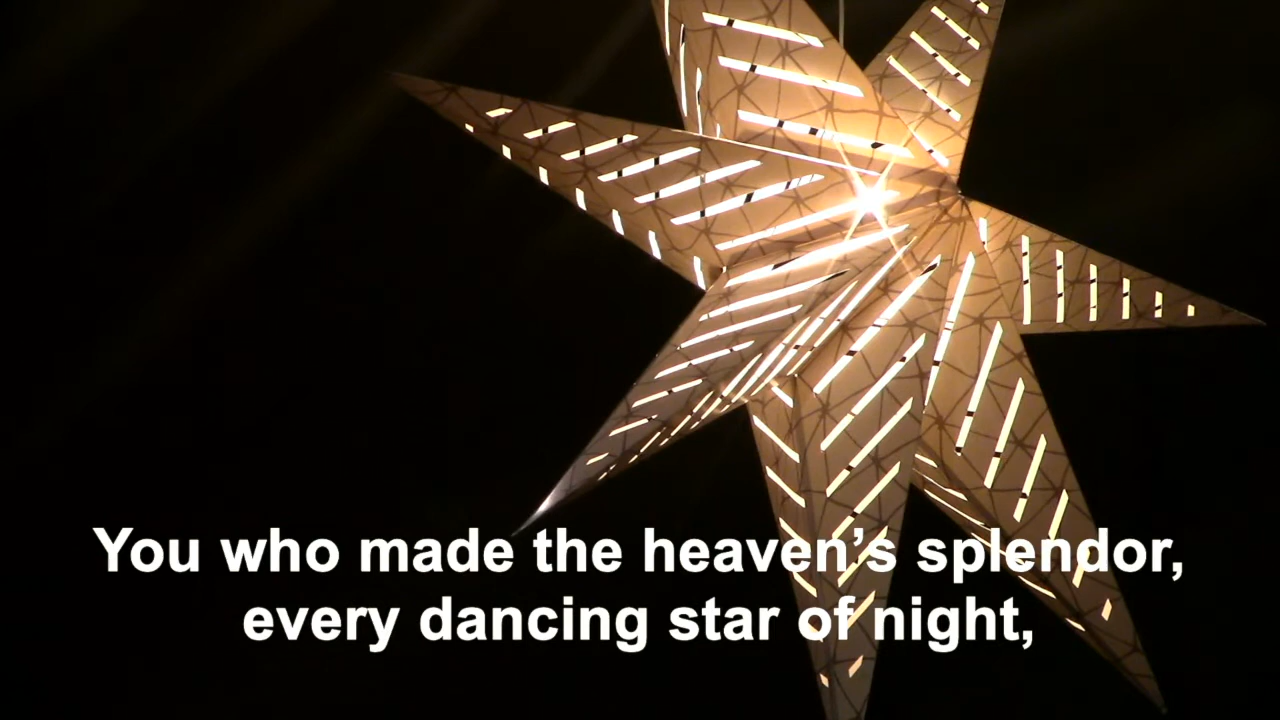 You who made the heaven’s splendor,
every dancing star of night,